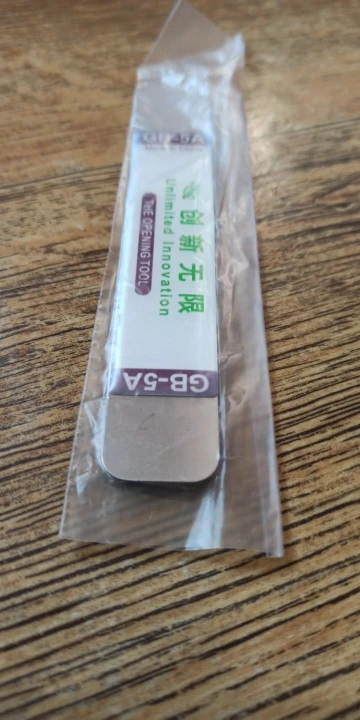 创新无限
Unlimited Innovation
THE OPENING TOOL
GB-5A